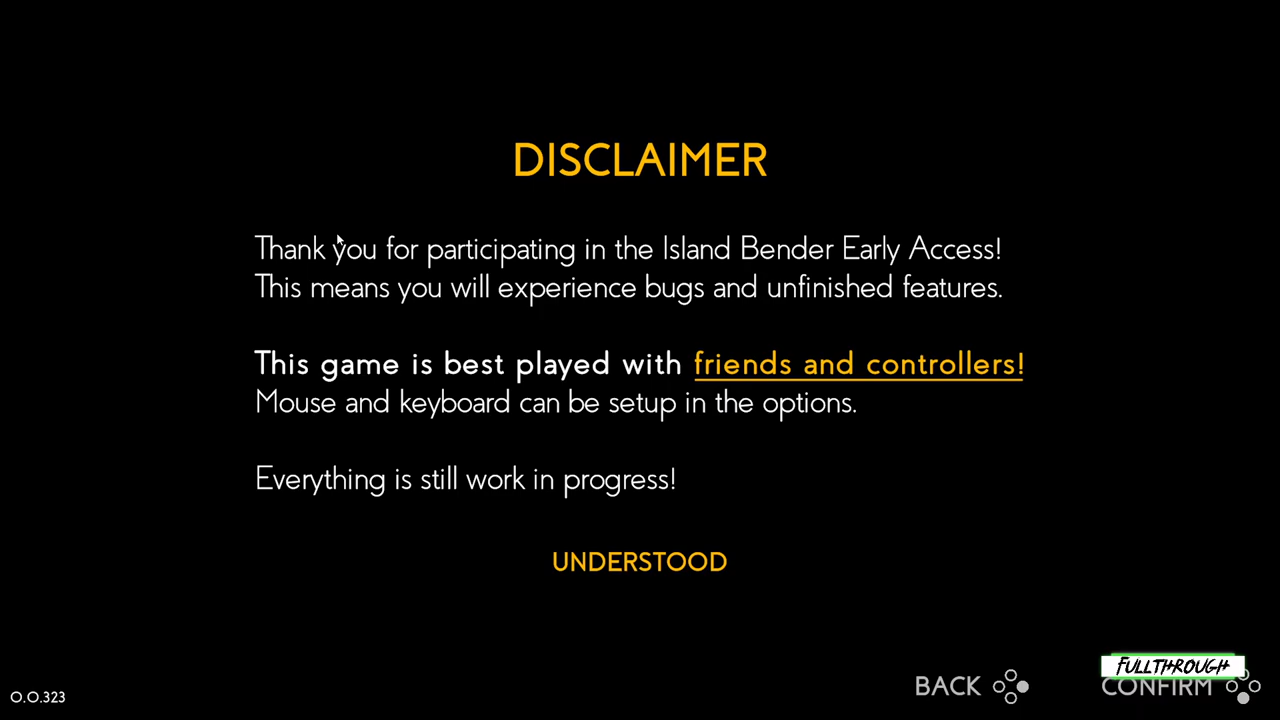 DISCLAIMER
Thank you for participating in the Island Bender Early Access!
This means you will experience bugs and unfinished features.
This game is best played with friends and controllers!
Mouse and keyboard can be setup in the options.
Everything is still work in progress!
UNDERSTOOD
FULLTHROUGH
0.0.323
BACK
CONFIRM